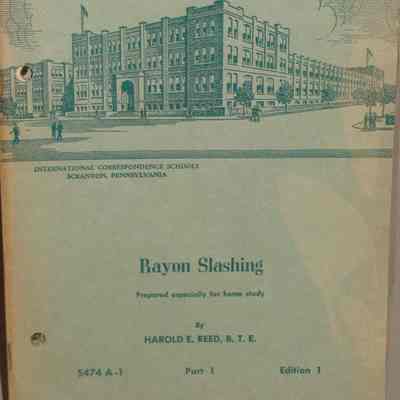 INTERNATIONAL CORRESPONDENCE SCHOOLS
SCRANTON, PENNSYLVANIA
Rayon Slashing
Prepared especially for home study
By
HAROLD E. REED, B. T. E.
5474 A-1 Part 1 Edition 1